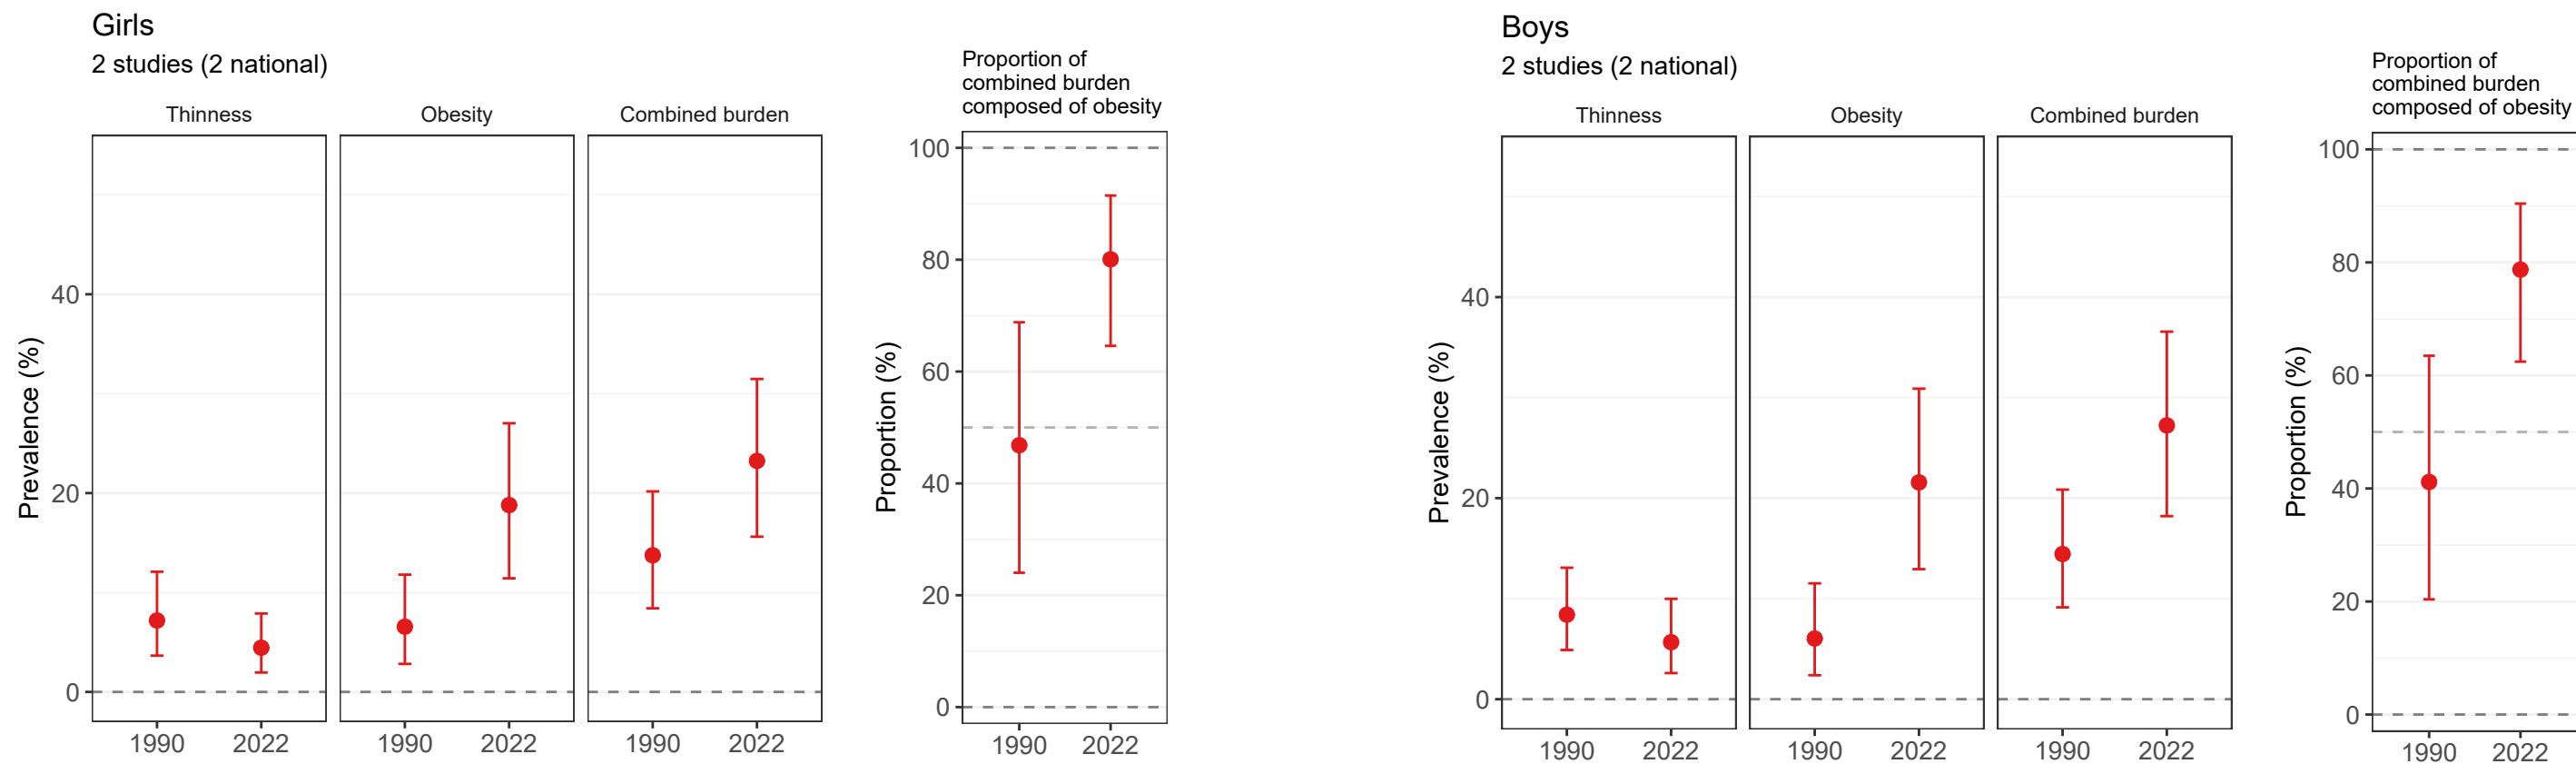 Girls
2 studies (2 national)
Thinness
Obesity
Combined burden
Proportion of
combined burden
composed of obesity
Prevalence (%)
40
20
0
1990
2022
1990
2022
1990
2022
Proportion (%)
100
80
60
40
20
0
1990
2022
Boys
2 studies (2 national)
Thinness
Obesity
Combined burden
Proportion of
combined burden
composed of obesity
Prevalence (%)
40
20
0
1990
2022
1990
2022
1990
2022
Proportion (%)
100
80
60
40
20
0
1990
2022